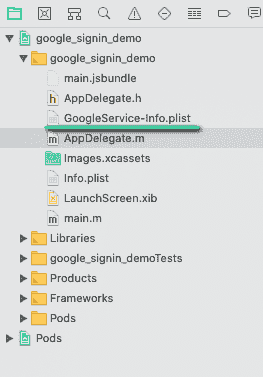 google_signin_demo
google_signin_demo
main.jsbundle
h AppDelegate.h
GoogleService-Info.plist
m AppDelegate.m
Images.xcassets
Info.plist
LaunchScreen.xib
m main.m
Libraries
google_signin_demoTests
Products
Frameworks
Pods
Pods